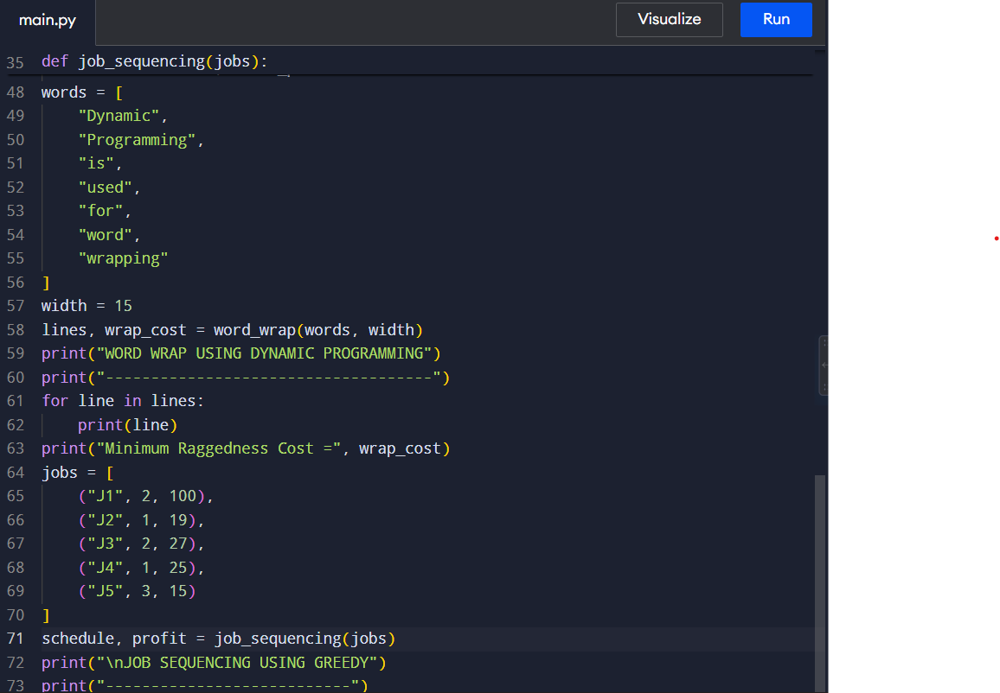 main.py
Visualize
Run
35 def job_sequencing(jobs):
48 words = [
49     "Dynamic",
50     "Programming",
51     "is",
52     "used",
53     "for",
54     "word",
55     "wrapping"
56 ]
57 width = 15
58 lines, wrap_cost = word_wrap(words, width)
59 print("WORD WRAP USING DYNAMIC PROGRAMMING")
60 print("------------------------------------")
61 for line in lines:
62     print(line)
63 print("Minimum Raggedness Cost =", wrap_cost)
64 jobs = [
65     ("J1", 2, 100),
66     ("J2", 1, 19),
67     ("J3", 2, 27),
68     ("J4", 1, 25),
69     ("J5", 3, 15)
70 ]
71 schedule, profit = job_sequencing(jobs)
72 print("\nJOB SEQUENCING USING GREEDY")
73 print("---------------------------")